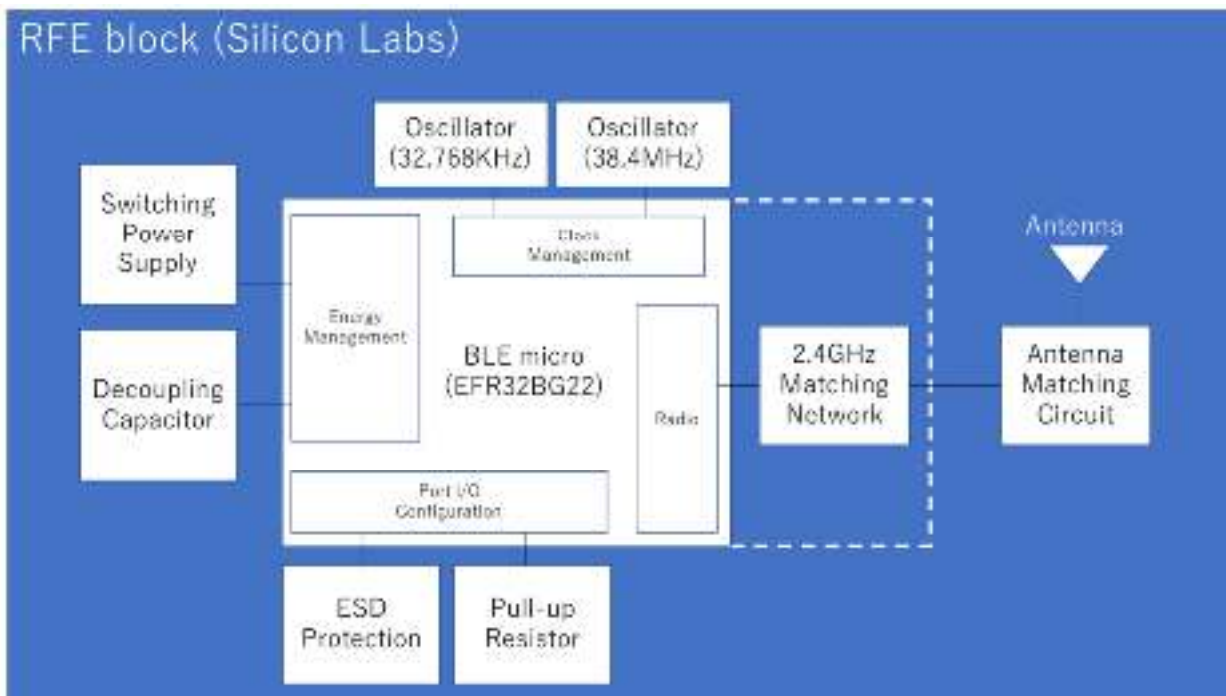 RFE block (Silicon Labs)
Oscillator
(32.768KHz)
Oscillator
(38.4MHz)
Switching
Power
Supply
Clock
Management
Antenna
Energy
Management
BLE micro
(EFR32BG22)
2.4GHz
Matching
Network
Antenna
Matching
Circuit
Decoupling
Capacitor
Radio
Port I/O
Configuration
ESD
Protection
Pull-up
Resistor